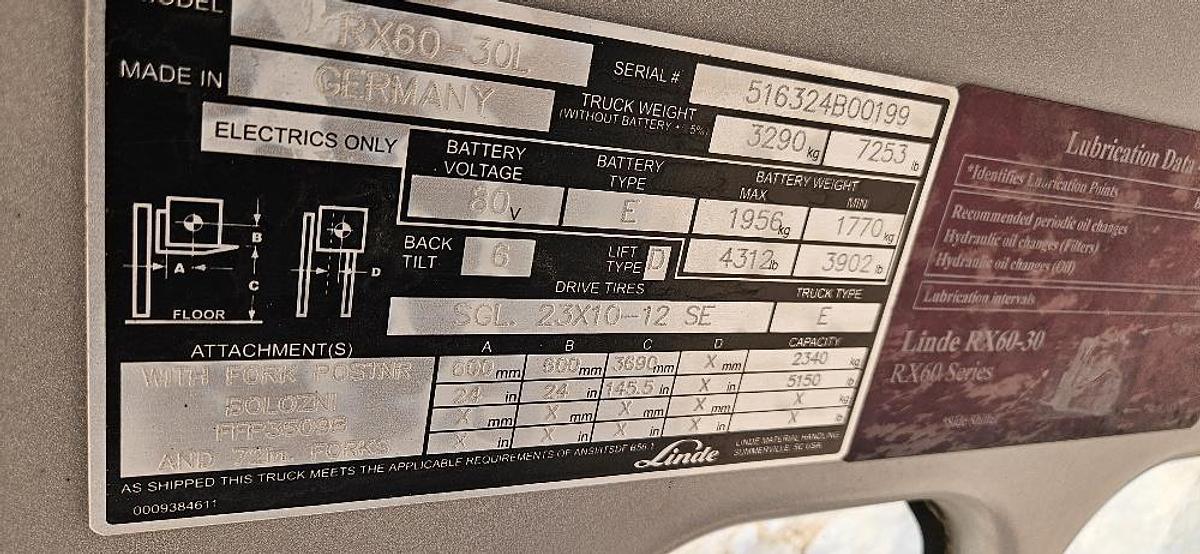 MODEL RX60-30L SERIAL # 516324B00199
MADE IN GERMANY TRUCK WEIGHT (WITHOUT BATTERY 5%) 3290 kg 7253 lb
ELECTRICS ONLY
BATTERY VOLTAGE BATTERY TYPE BATTERY WEIGHT
MAX MIN
80 V E 1956 kg 1770 kg
4312 lb 3902 lb
BACK TILT 6 LIFT TYPE D
DRIVE TIRES TRUCK TYPE
SGL. 23X10-12 SE E
A B C D
FLOOR
ATTACHMENT(S) A B C D CAPACITY
WITH FORK POSTNR 600 mm 600 mm 3690 mm X mm 2340 kg
24 in 24 in 145.5 in X in 5150 lb
BOLOZNI X mm X mm X mm X mm X kg
X in X in X in X in X lb
AND 72in. FORKS
AS SHIPPED THIS TRUCK MEETS THE APPLICABLE REQUIREMENTS OF ANSI/ITSDF B56.1
Linde
LINDE MATERIAL HANDLING
SUMMERVILLE, SC USA
0009384611
Lubrication Data
*Identifies Lubrication Points
Recommended periodic oil changes
Hydraulic oil changes (Filters)
Hydraulic oil changes (Oil)
Lubrication intervals
Linde RX60-30
RX60 Series